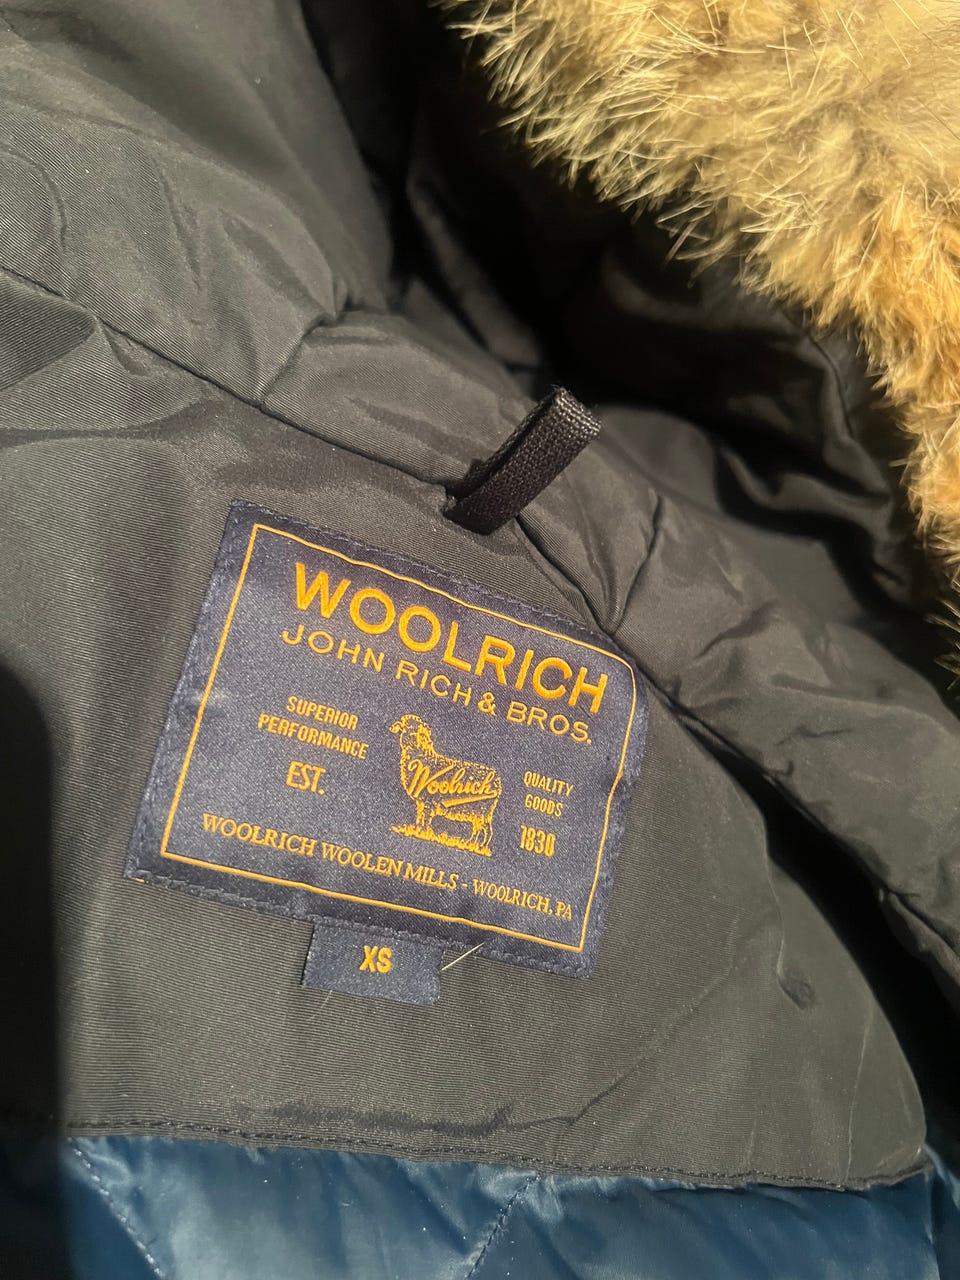 WOOLRICH
JOHN RICH & BROS.
SUPERIOR
PERFORMANCE
EST.
Woolrich
QUALITY
GOODS
1830
WOOLRICH WOOLEN MILLS - WOOLRICH, PA
XS